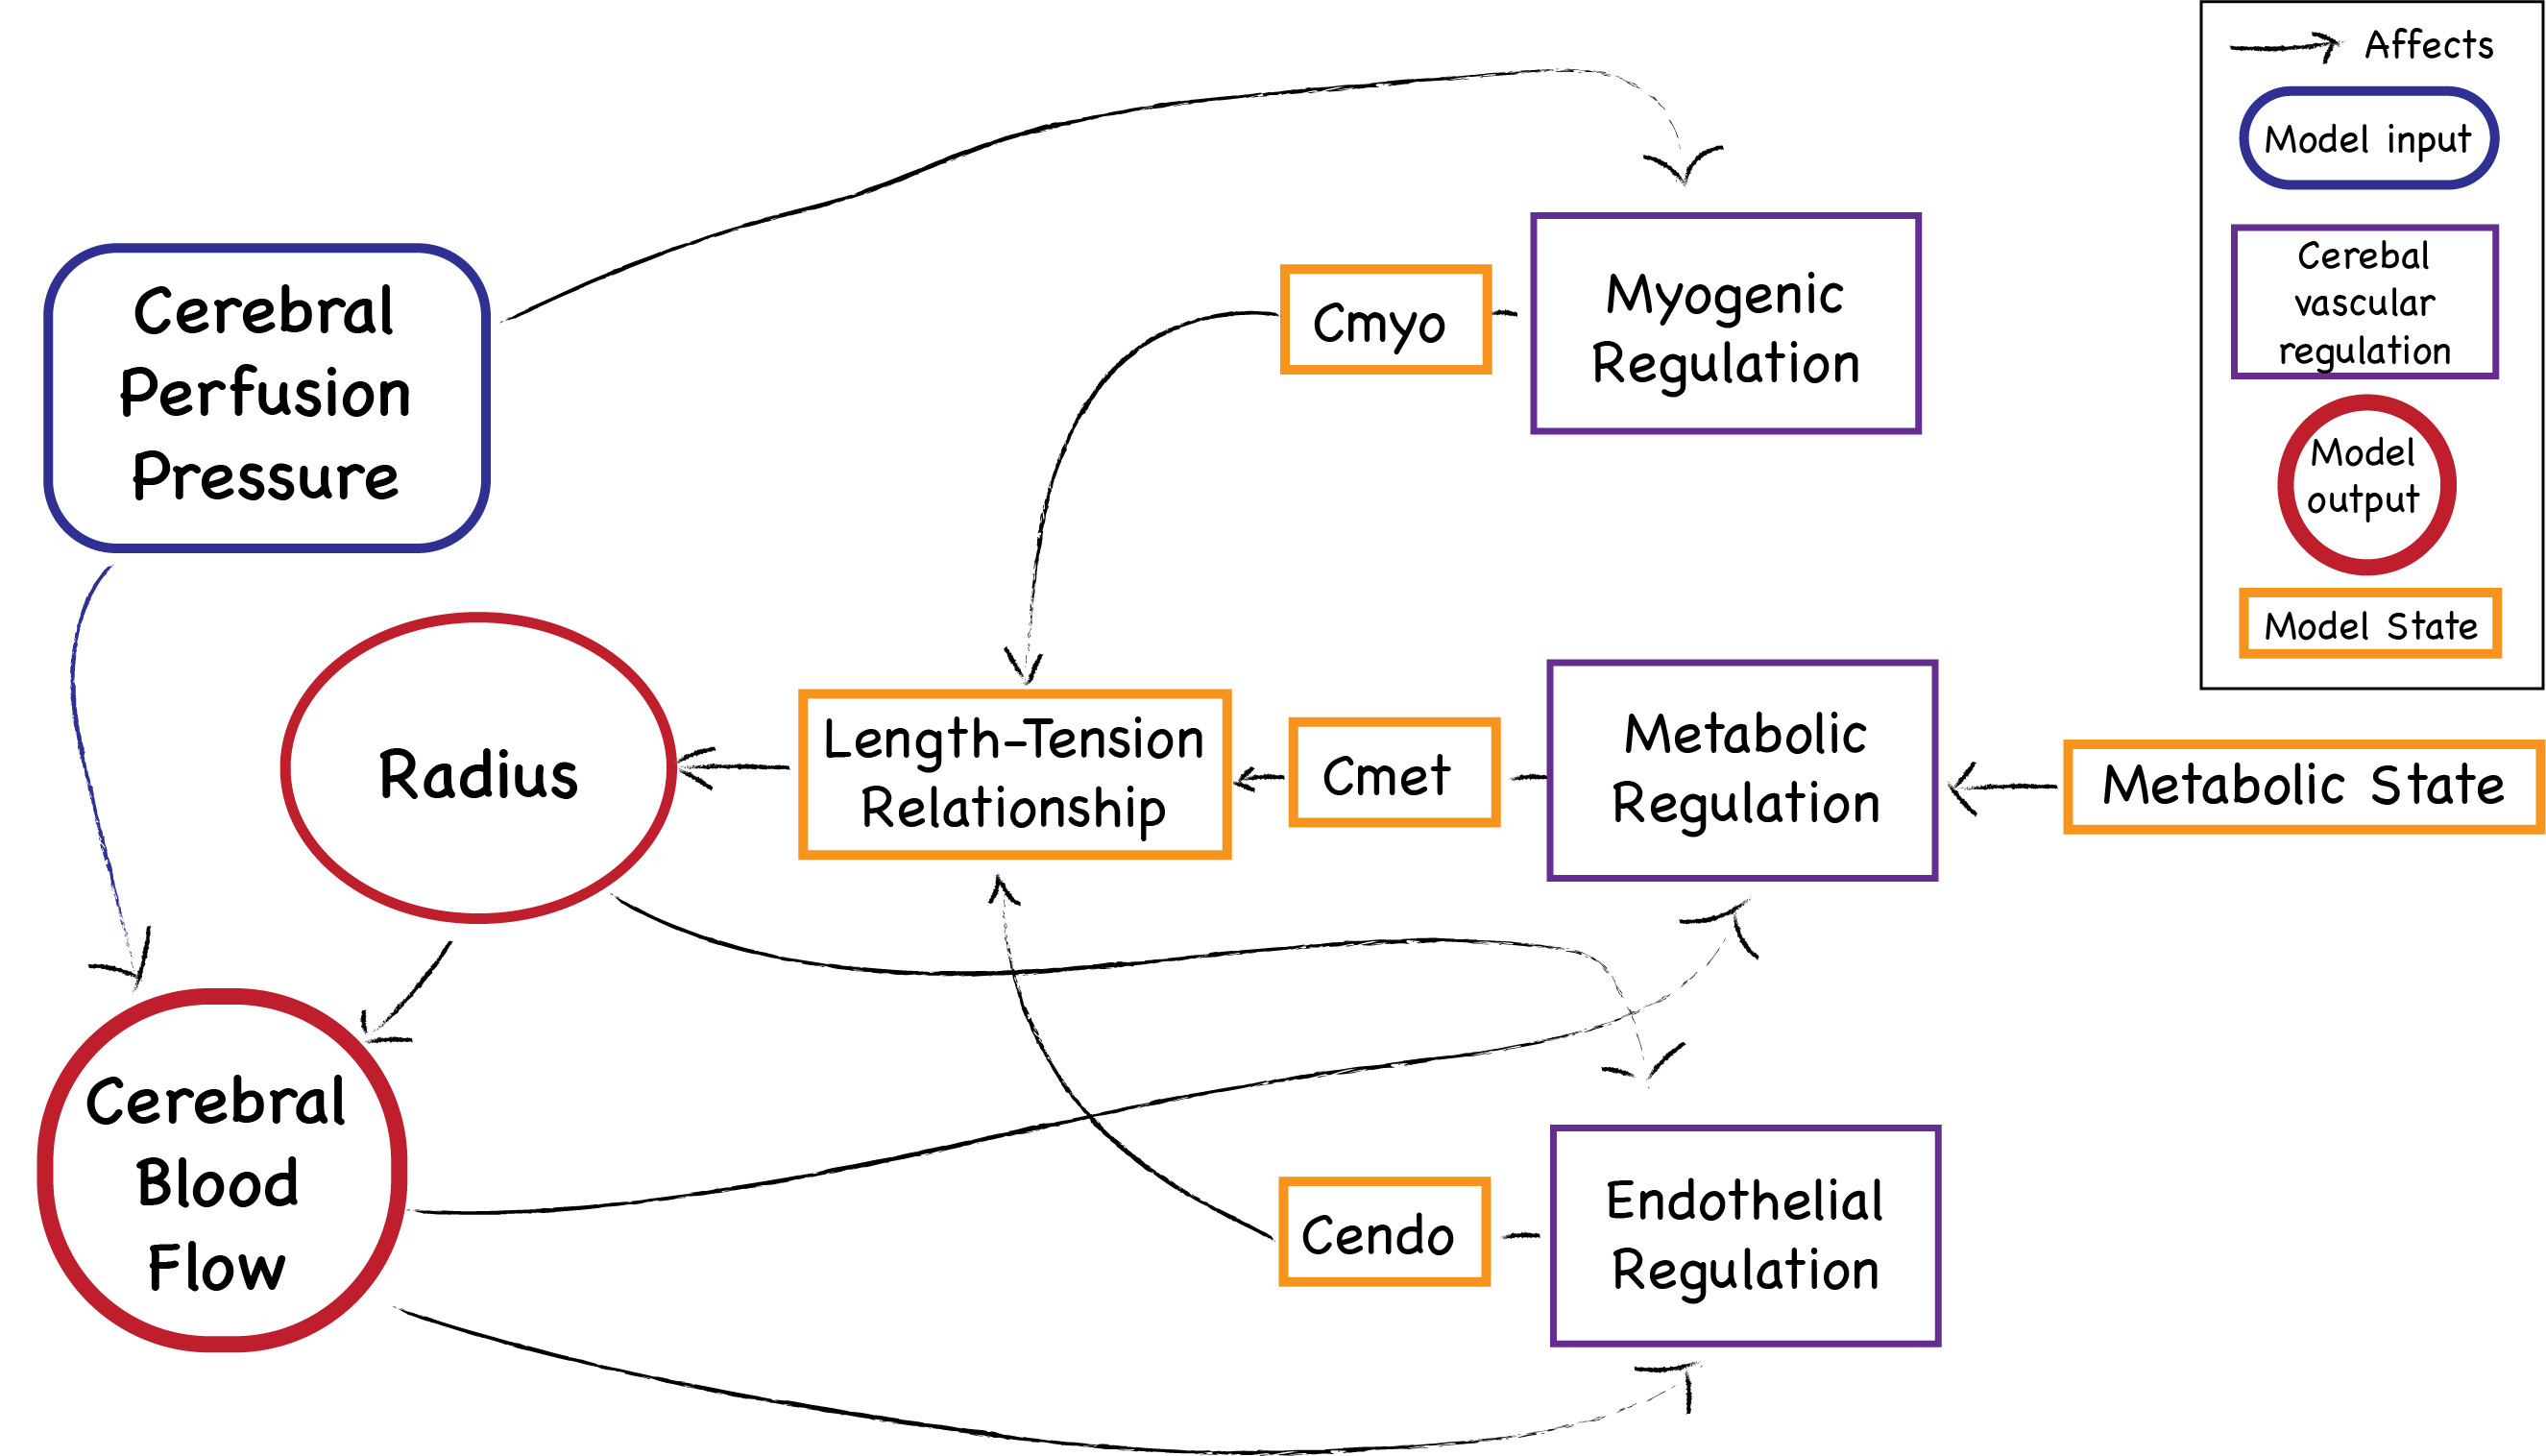 Affects
Model input
Cerebal
vascular
regulation
Model
output
Model State
Cerebral
Perfusion
Pressure
Cmyo
Myogenic
Regulation
Radius
Length-Tension
Relationship
Cmet
Metabolic
Regulation
Metabolic State
Cerebral
Blood
Flow
Cendo
Endothelial
Regulation